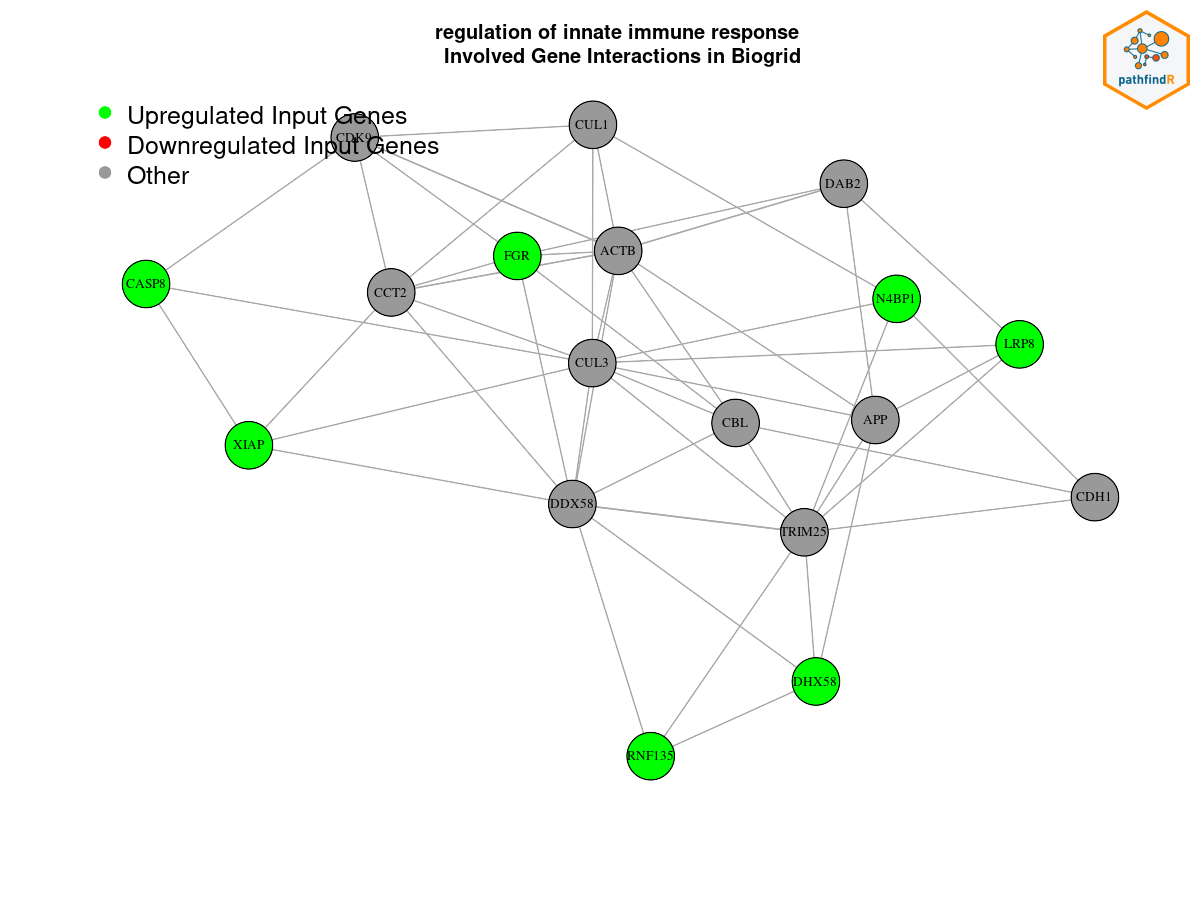 regulation of innate immune response
Involved Gene Interactions in Biogrid
pathfindR
Upregulated Input Genes
Downregulated Input Genes
Other
CDK9
CUL1
DAB2
FGR
ACTB
CASP8
CCT2
N4BP1
LRP8
CUL3
CBL
APP
XIAP
CDH1
DDX58
TRIM25
DHX58
RNF135